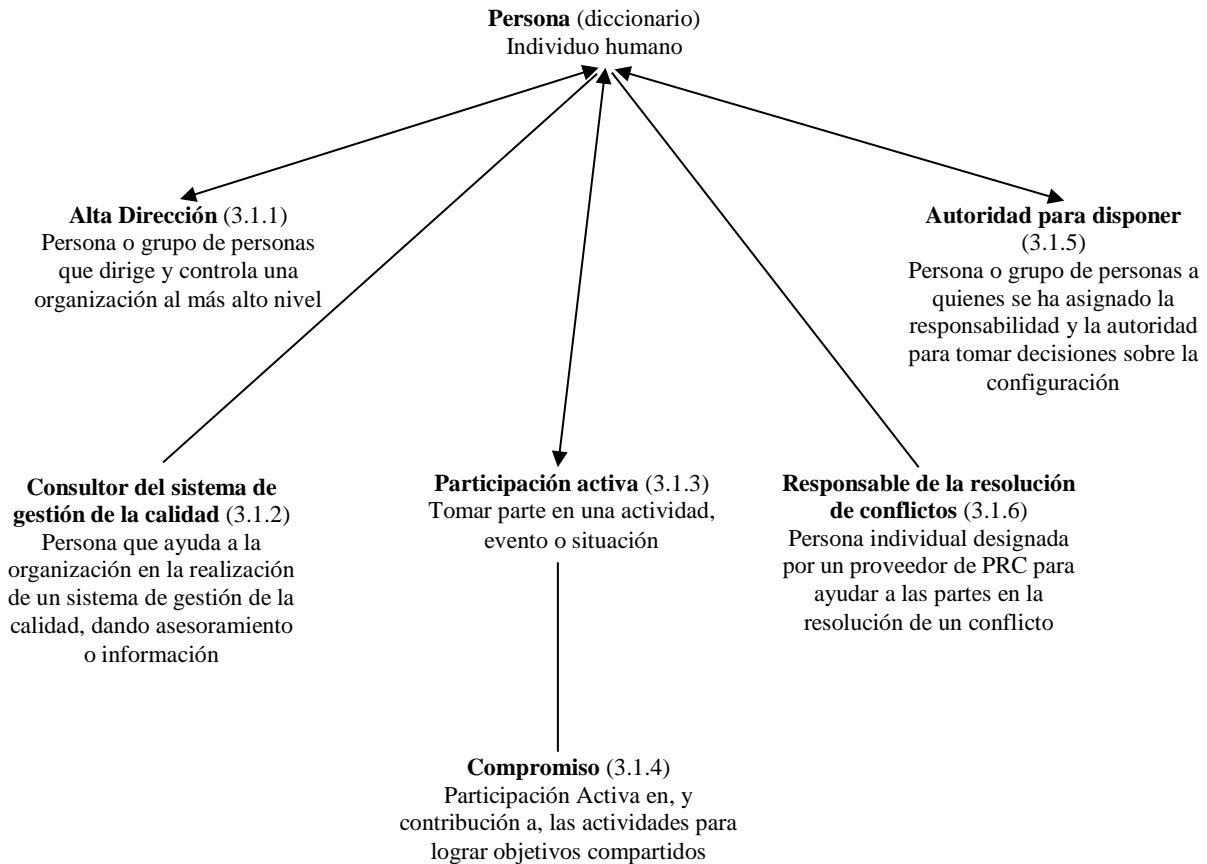 Persona (diccionario)
Individuo humano
Alta Dirección (3.1.1)
Persona o grupo de personas
que dirige y controla una
organización al más alto nivel
Autoridad para disponer
(3.1.5)
Persona o grupo de personas a
quienes se ha asignado la
responsabilidad y la autoridad
para tomar decisiones sobre la
configuración
Consultor del sistema de
gestión de la calidad (3.1.2)
Persona que ayuda a la
organización en la realización
de un sistema de gestión de la
calidad, dando asesoramiento
o información
Participación activa (3.1.3)
Tomar parte en una actividad,
evento o situación
Responsable de la resolución
de conflictos (3.1.6)
Persona individual designada
por un proveedor de PRC para
ayudar a las partes en la
resolución de un conflicto
Compromiso (3.1.4)
Participación Activa en, y
contribución a, las actividades para
lograr objetivos compartidos